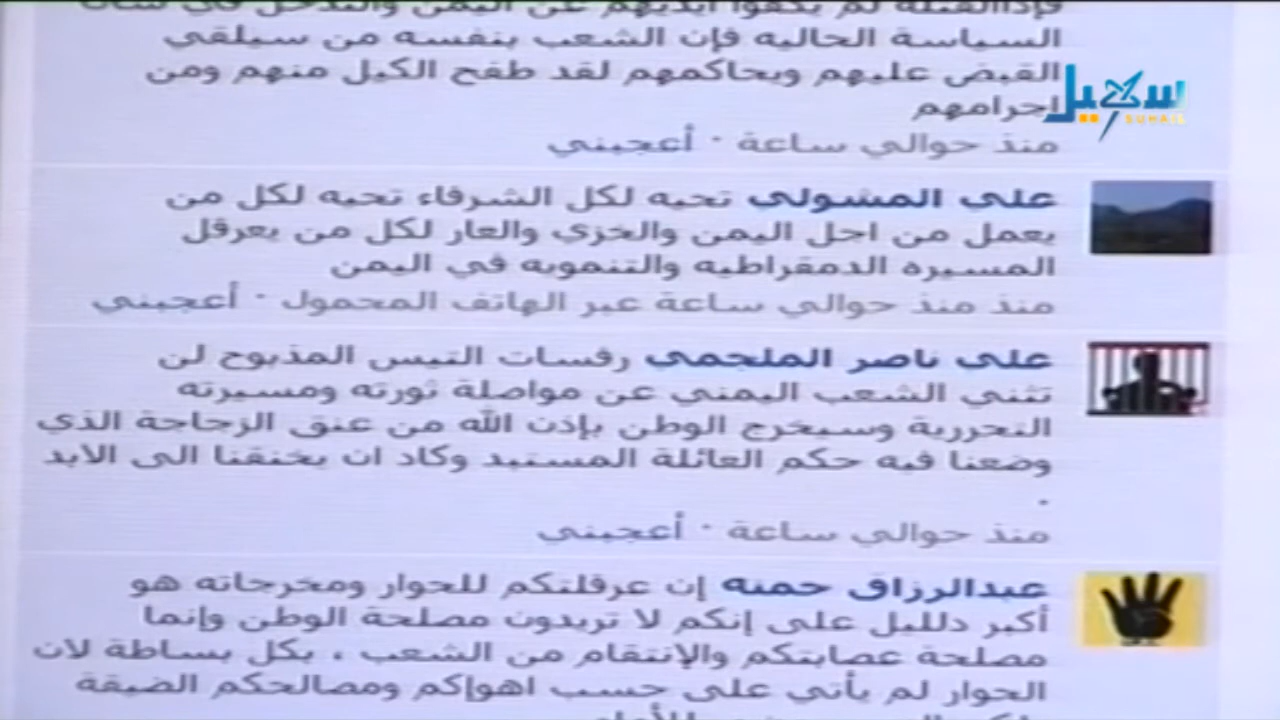 السياسة الحاليه فإن الشعب بنفسه من سيلقي
القبض عليهم ويحاكمهم لقد طفح الكيل منهم ومن
اجرامهم
سهيل
SUHAIL
منذ حوالي ساعة · أعجبني
علي المشولي تحيه لكل الشرفاء تحيه لكل من
يعمل من اجل اليمن والخزي والعار لكل من يعرقل
المسيره الدمقراطيه والتنمويه في اليمن
منذ منذ حوالي ساعة عبر الهاتف المحمول · أعجبني
علي ناصر الملجمي رفسات التيس المذبوح لن
تثني الشعب اليمني عن مواصلة ثورته ومسيرته
التحررية وسيخرج الوطن بإذن الله من عنق الزجاجة الذي
وضعنا فيه حكم العائلة المستبد وكاد ان يخنقنا الى الابد
.
منذ حوالي ساعة · أعجبني
عبدالرزاق حمنه إن عرقلتكم للحوار ومخرجاته هو
أكبر دلليل على إنكم لا تريدون مصلحة الوطن وإنما
مصلحة عصابتكم والإنتقام من الشعب ، بكل بساطة لان
الحوار لم يأتي على حسب اهواءكم ومصالحكم الضيقة